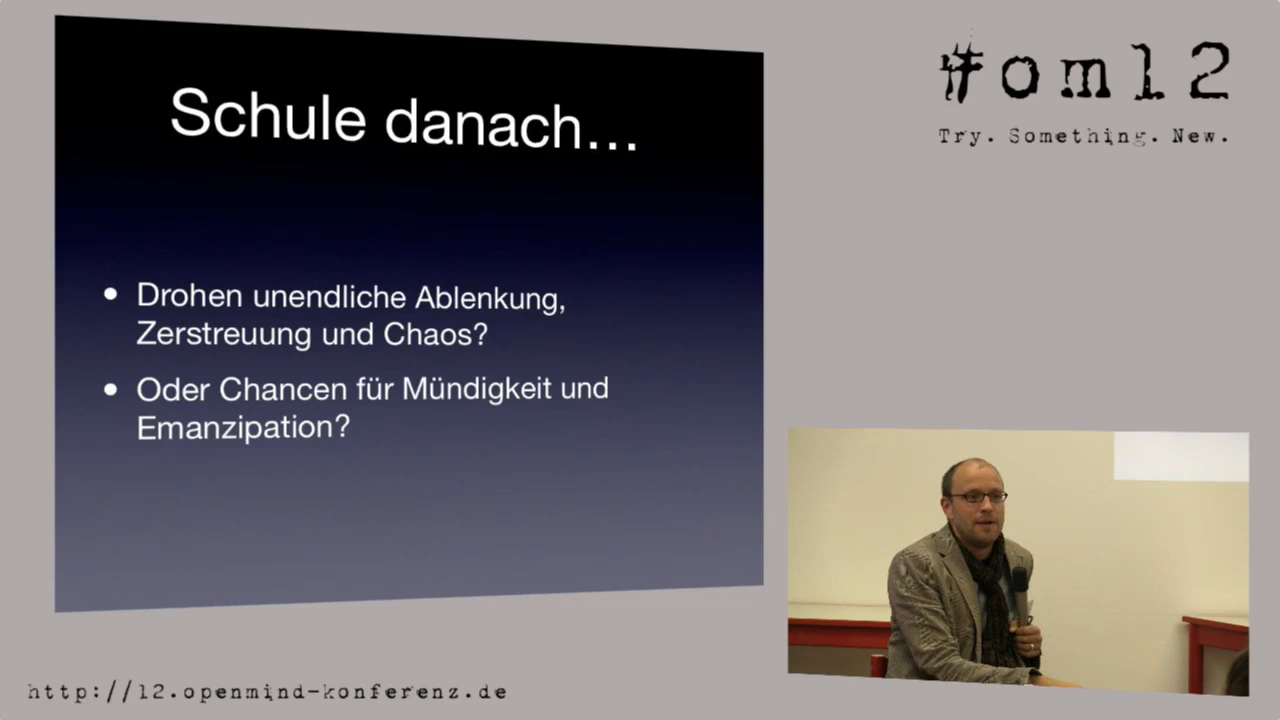 Schule danach...
• Drohen unendliche Ablenkung,
Zerstreuung und Chaos?
• Oder Chancen für Mündigkeit und
Emanzipation?
#om12
Try. Something. New.
http://12.openmind-konferenz.de